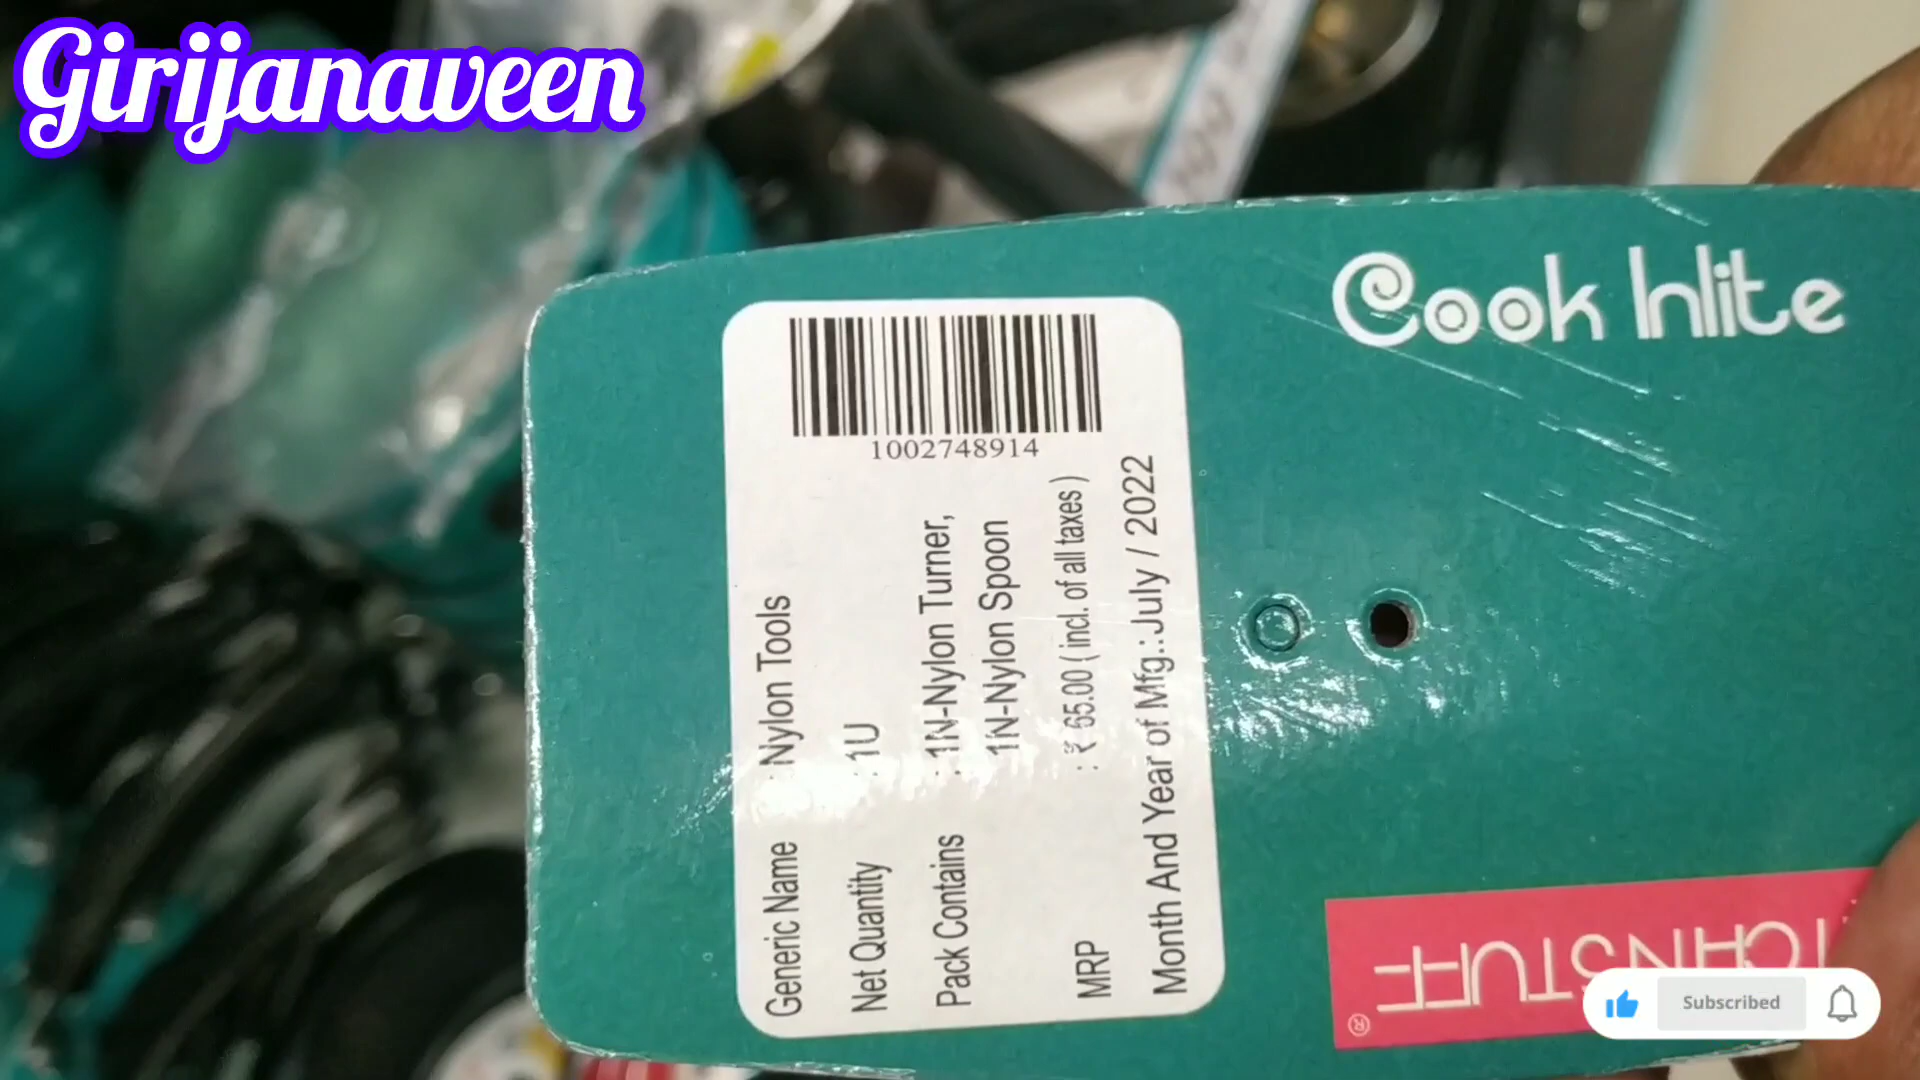 Girijanaveen
Cook Inlite
1002748914
Generic Name : Nylon Tools
Net Quantity : 1U
Pack Contains : 1N-Nylon Turner,
1N-Nylon Spoon
MRP : ₹ 65.00 ( incl. of all taxes )
Month And Year of Mfg.: July / 2022
TCHNSTUFF
®
Subscribed